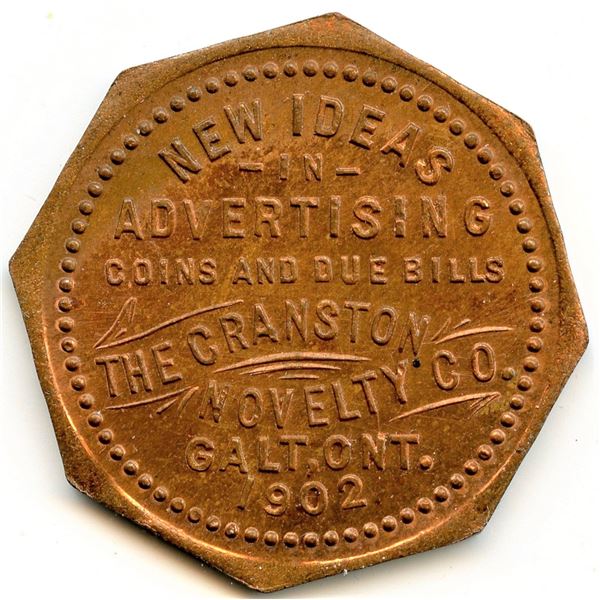 NEW IDEAS
- IN -
ADVERTISING
COINS AND DUE BILLS
THE CRANSTON
NOVELTY CO.
GALT, ONT.
1902